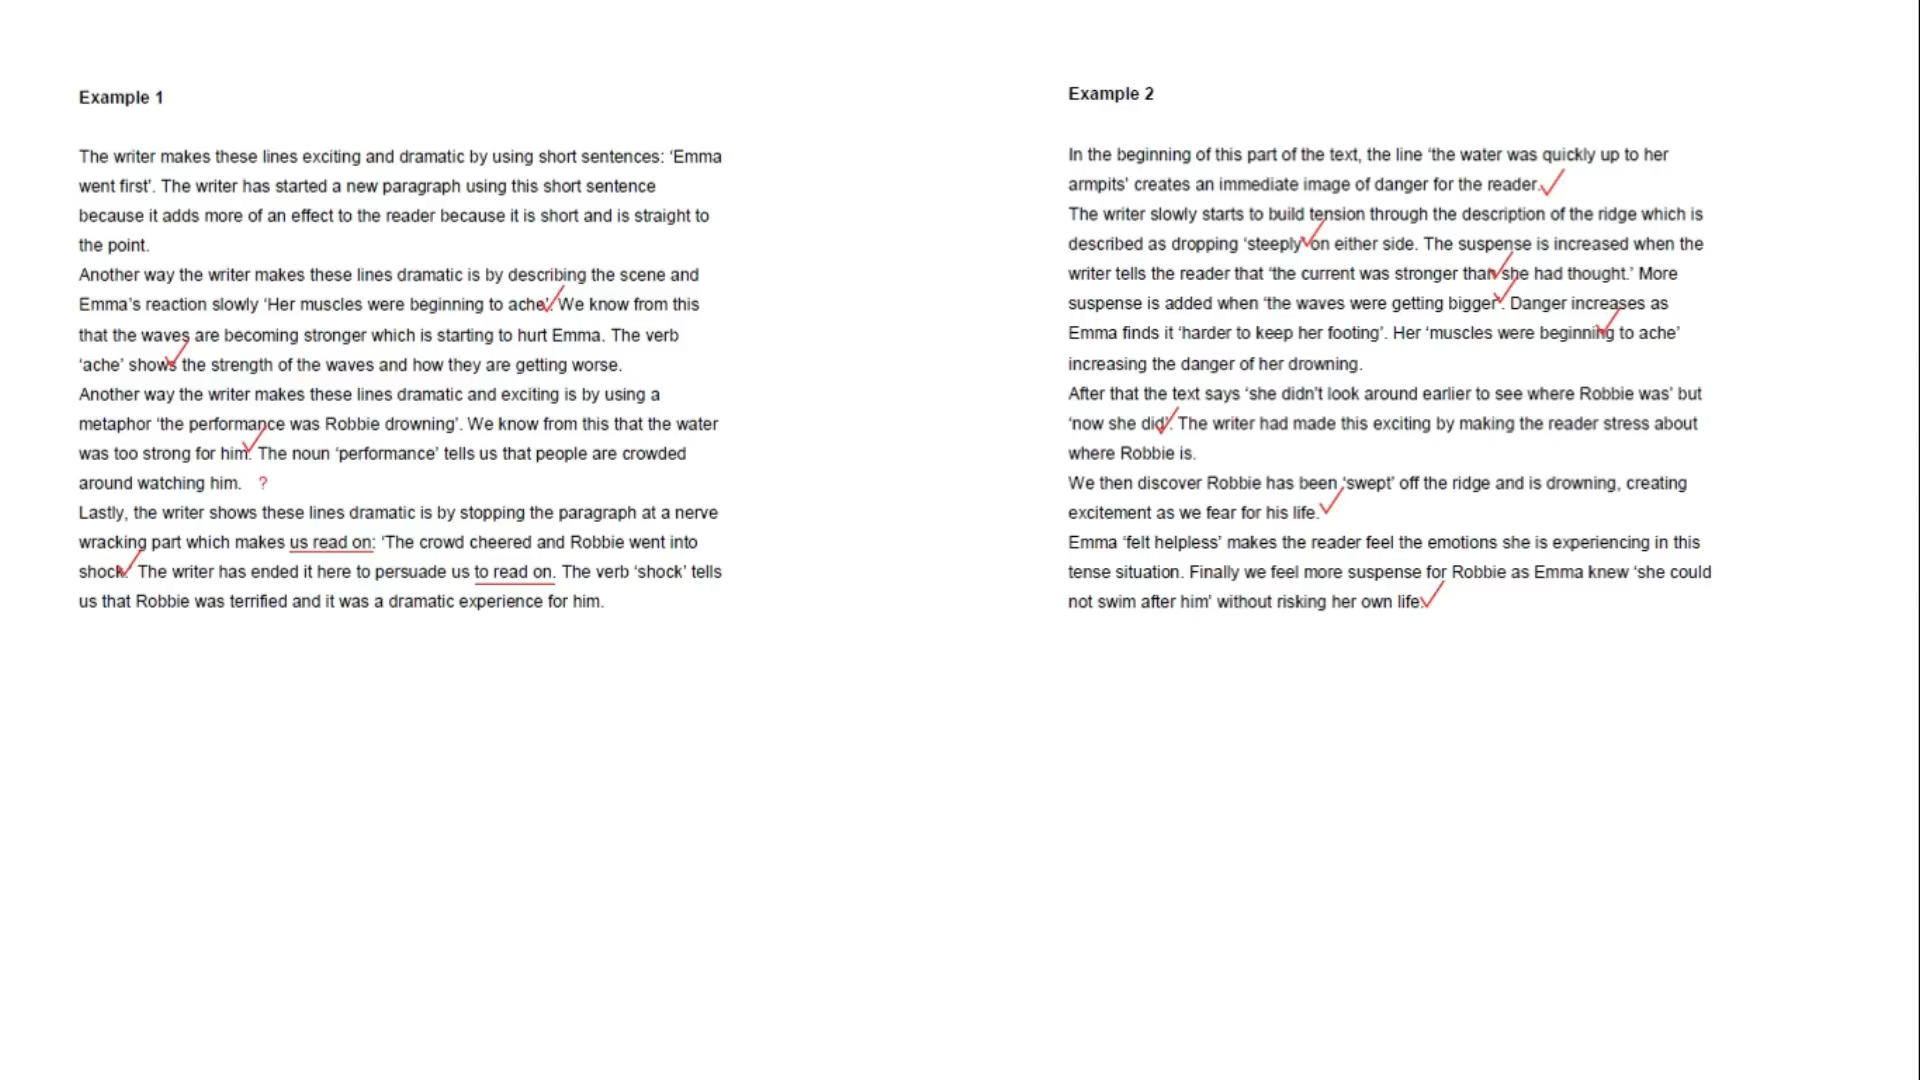 Example 1
The writer makes these lines exciting and dramatic by using short sentences: ‘Emma
went first’. The writer has started a new paragraph using this short sentence
because it adds more of an effect to the reader because it is short and is straight to
the point.
Another way the writer makes these lines dramatic is by describing the scene and
Emma’s reaction slowly ‘Her muscles were beginning to ache’. We know from this
that the waves are becoming stronger which is starting to hurt Emma. The verb
‘ache’ shows the strength of the waves and how they are getting worse.
Another way the writer makes these lines dramatic and exciting is by using a
metaphor ‘the performance was Robbie drowning’. We know from this that the water
was too strong for him. The noun ‘performance’ tells us that people are crowded
around watching him. ?
Lastly, the writer shows these lines dramatic is by stopping the paragraph at a nerve
wracking part which makes us read on: ‘The crowd cheered and Robbie went into
shock.’ The writer has ended it here to persuade us to read on. The verb ‘shock’ tells
us that Robbie was terrified and it was a dramatic experience for him.
Example 2
In the beginning of this part of the text, the line ‘the water was quickly up to her
armpits’ creates an immediate image of danger for the reader.
The writer slowly starts to build tension through the description of the ridge which is
described as dropping ‘steeply’ on either side. The suspense is increased when the
writer tells the reader that ‘the current was stronger than she had thought.’ More
suspense is added when ‘the waves were getting bigger’. Danger increases as
Emma finds it ‘harder to keep her footing’. Her ‘muscles were beginning to ache’
increasing the danger of her drowning.
After that the text says ‘she didn’t look around earlier to see where Robbie was’ but
‘now she did’. The writer had made this exciting by making the reader stress about
where Robbie is.
We then discover Robbie has been ‘swept’ off the ridge and is drowning, creating
excitement as we fear for his life.
Emma ‘felt helpless’ makes the reader feel the emotions she is experiencing in this
tense situation. Finally we feel more suspense for Robbie as Emma knew ‘she could
not swim after him’ without risking her own life.